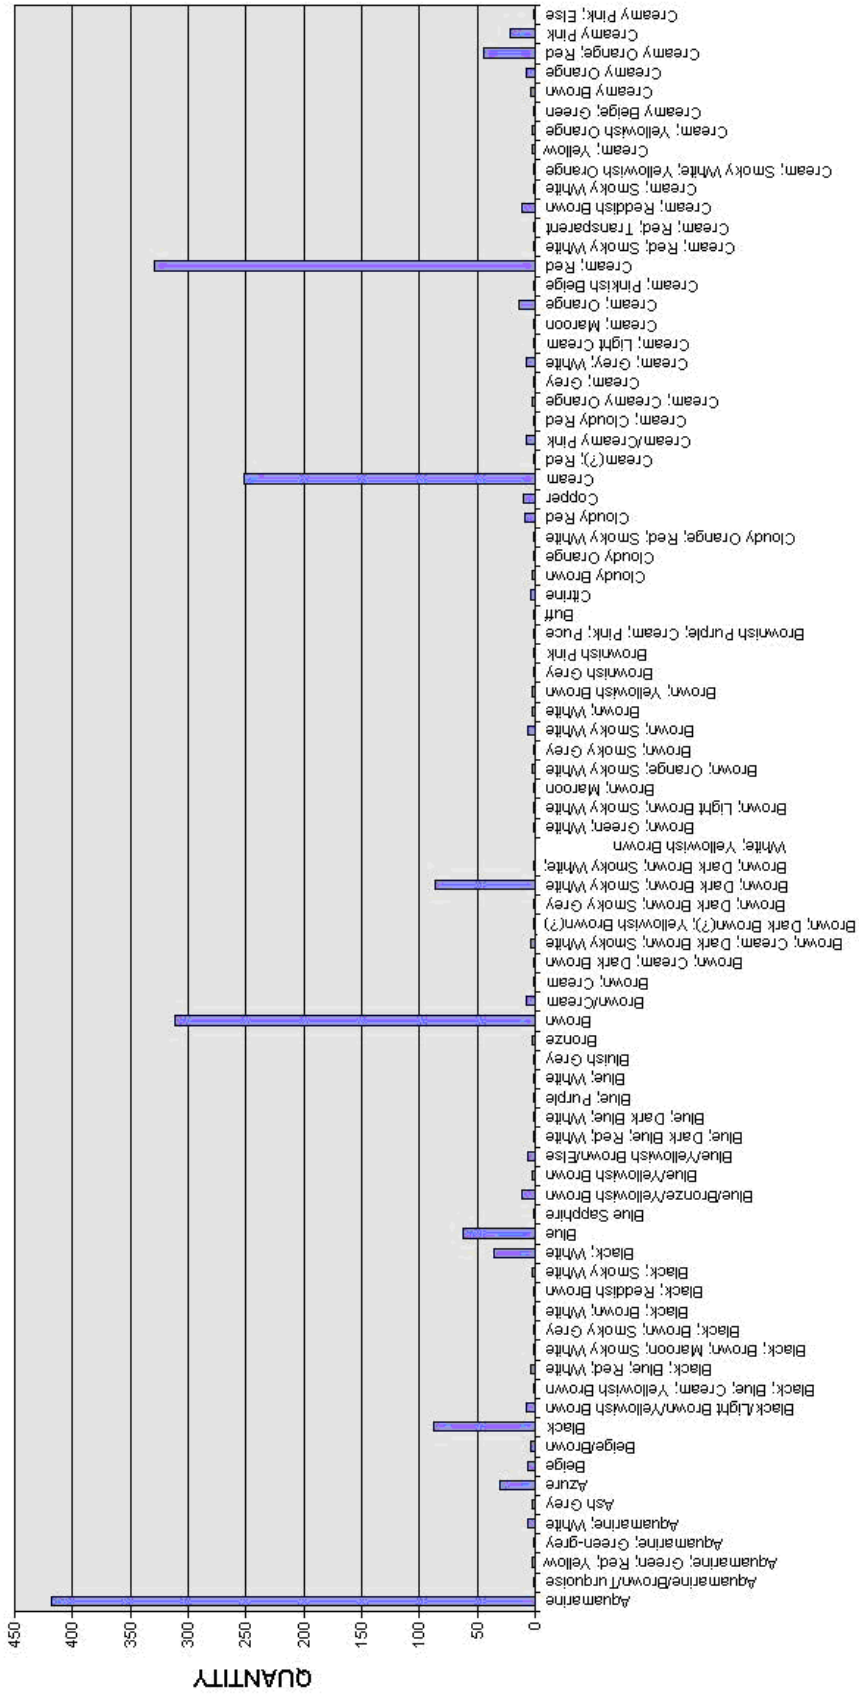 Creamy Pink; Else
Creamy Pink
Creamy Orange; Red
Creamy Orange
Creamy Brown
Creamy Beige; Green
Cream; Yellowish Orange
Cream; Yellow
Cream; Smoky White; Yellowish Orange
Cream; Smoky White
Cream; Reddish Brown
Cream; Red; Transparent
Cream; Red; Smoky White
Cream; Red
Cream; Pinkish Beige
Cream; Orange
Cream; Maroon
Cream; Light Cream
Cream; Grey; White
Cream; Grey
Cream; Creamy Orange
Cream; Cloudy Red
Cream/Creamy Pink
Cream(?); Red
Cream
Copper
Cloudy Red
Cloudy Orange; Red; Smoky White
Cloudy Orange
Cloudy Brown
Citrine
Buff
Brownish Purple; Cream; Pink; Puce
Brownish Pink
Brownish Grey
Brown; Yellowish Brown
Brown; White
Brown; Smoky White
Brown; Smoky Grey
Brown; Orange; Smoky White
Brown; Maroon
Brown; Light Brown; Smoky White
Brown; Green; White
Brown; Dark Brown; Smoky White;
White; Yellowish Brown
Brown; Dark Brown; Smoky White
Brown; Dark Brown; Smoky Grey
Brown; Dark Brown(?); Yellowish Brown(?)
Brown; Cream; Dark Brown; Smoky White
Brown; Cream; Dark Brown
Brown; Cream
Brown/Cream
Brown
Bronze
Bluish Grey
Blue; White
Blue; Purple
Blue; Dark Blue; White
Blue; Dark Blue; Red; White
Blue/Yellowish Brown/Else
Blue/Yellowish Brown
Blue/Bronze/Yellowish Brown
Blue Sapphire
Blue
Black; White
Black; Smoky White
Black; Reddish Brown
Black; Brown; White
Black; Brown; Smoky Grey
Black; Brown; Maroon; Smoky White
Black; Blue; Red; White
Black; Blue; Cream; Yellowish Brown
Black/Light Brown/Yellowish Brown
Black
Beige/Brown
Beige
Azure
Ash Grey
Aquamarine; White
Aquamarine; Green-grey
Aquamarine; Green; Red; Yellow
Aquamarine/Brown/Turquoise
Aquamarine
450
400
350
300
250
200
150
100
50
0
QUANTITY